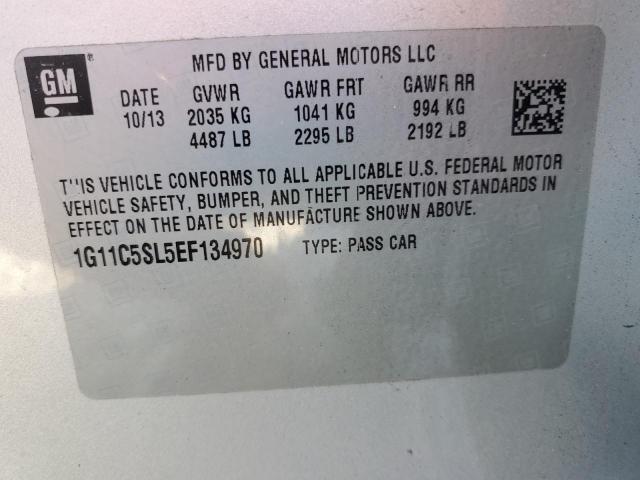 GM
MFD BY GENERAL MOTORS LLC
DATE GVWR GAWR FRT GAWR RR
10/13 2035 KG 1041 KG 994 KG
4487 LB 2295 LB 2192 LB
T'IS VEHICLE CONFORMS TO ALL APPLICABLE U.S. FEDERAL MOTOR
VEHICLE SAFETY, BUMPER, AND THEFT PREVENTION STANDARDS IN
EFFECT ON THE DATE OF MANUFACTURE SHOWN ABOVE.
1G11C5SL5EF134970 TYPE: PASS CAR